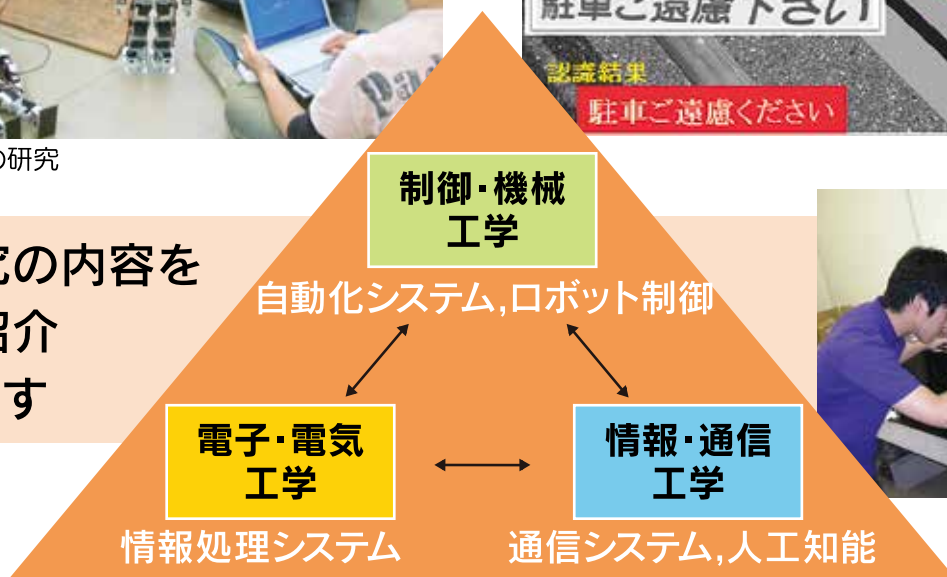 駐車ご遠慮下さい
認識結果
駐車ご遠慮ください
の研究
究の内容を
紹介
す
制御・機械
工学
自動化システム,ロボット制御
電子・電気
工学
情報処理システム
情報・通信
工学
通信システム,人工知能